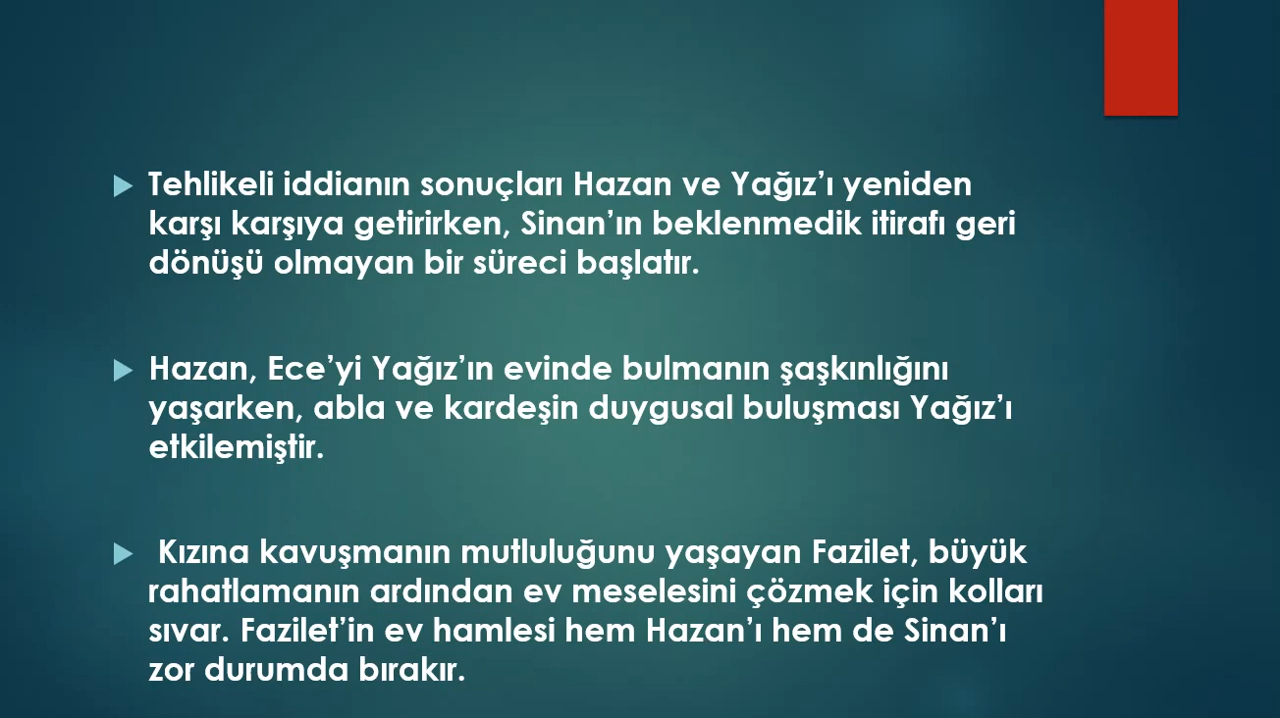 Tehlikeli iddianın sonuçları Hazan ve Yağız’ı yeniden
karşı karşıya getirirken, Sinan’ın beklenmedik itirafı geri
dönüşü olmayan bir süreci başlatır.
Hazan, Ece’yi Yağız’ın evinde bulmanın şaşkınlığını
yaşarken, abla ve kardeşin duygusal buluşması Yağız’ı
etkilemiştir.
Kızına kavuşmanın mutluluğunu yaşayan Fazilet, büyük
rahatlamanın ardından ev meselesini çözmek için kolları
sıvar. Fazilet’in ev hamlesi hem Hazan’ı hem de Sinan’ı
zor durumda bırakır.